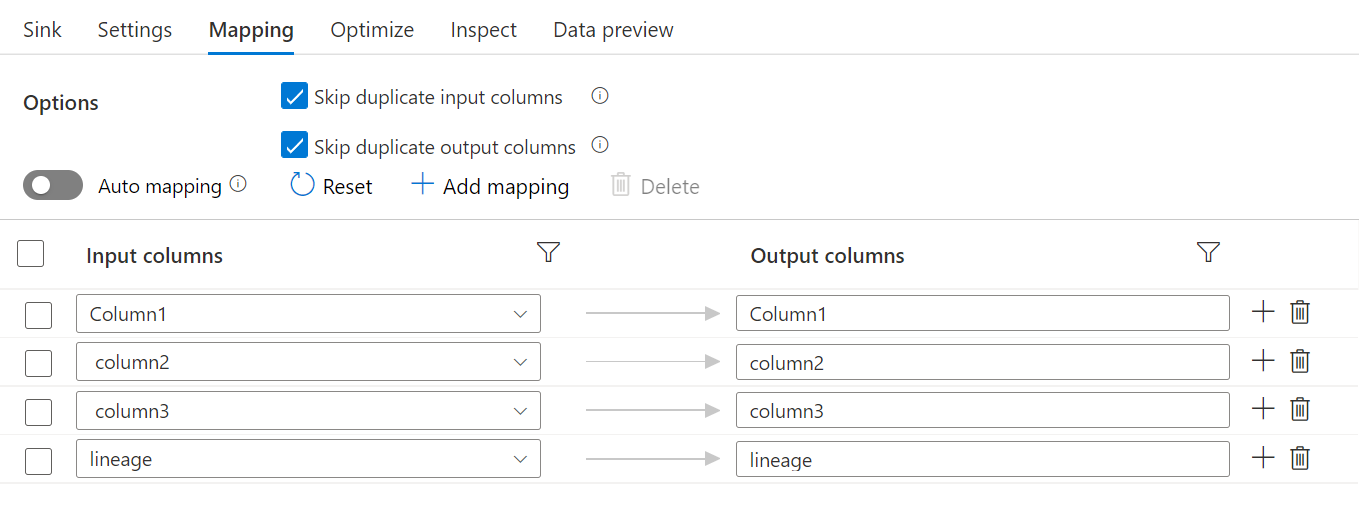 Sink Settings Mapping Optimize Inspect Data preview
Options
Skip duplicate input columns
Skip duplicate output columns
Auto mapping Reset Add mapping Delete
Input columns Output columns
Column1 Column1
column2 column2
column3 column3
lineage lineage